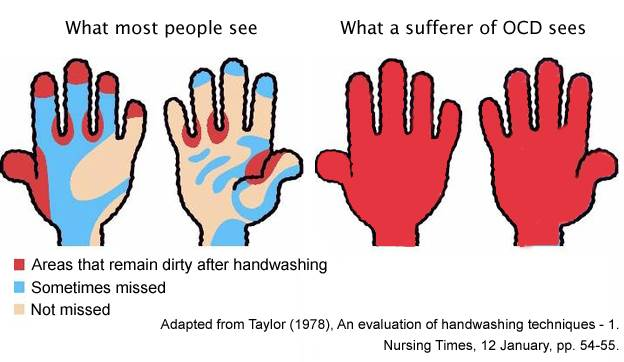 What most people see
What a sufferer of OCD sees
Areas that remain dirty after handwashing
Sometimes missed
Not missed
Adapted from Taylor (1978), An evaluation of handwashing techniques - 1.
Nursing Times, 12 January, pp. 54-55.